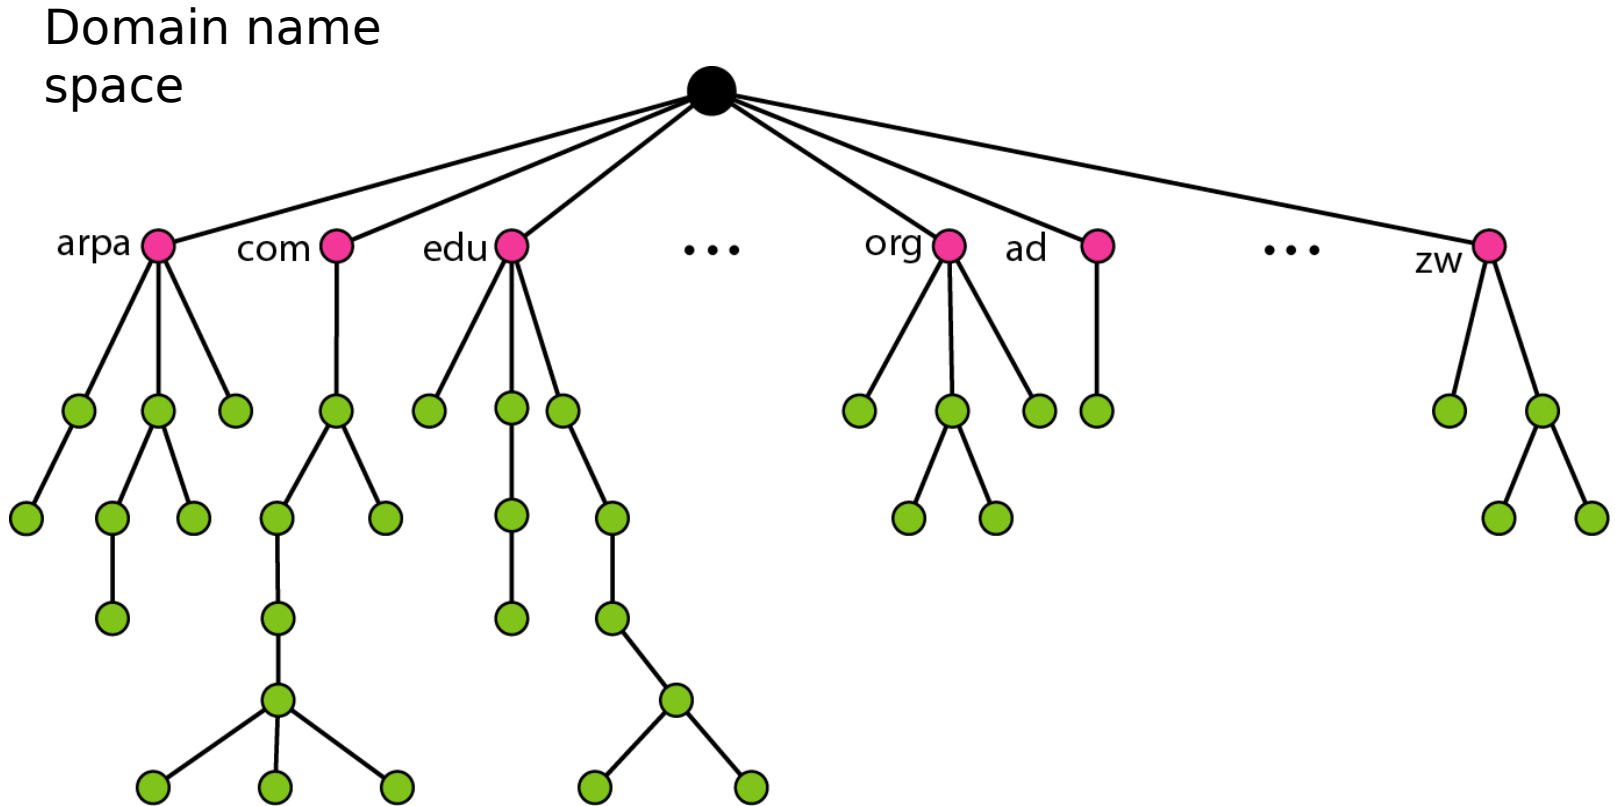 Domain name
space
arpa
com
edu
...
org
ad
...
zw